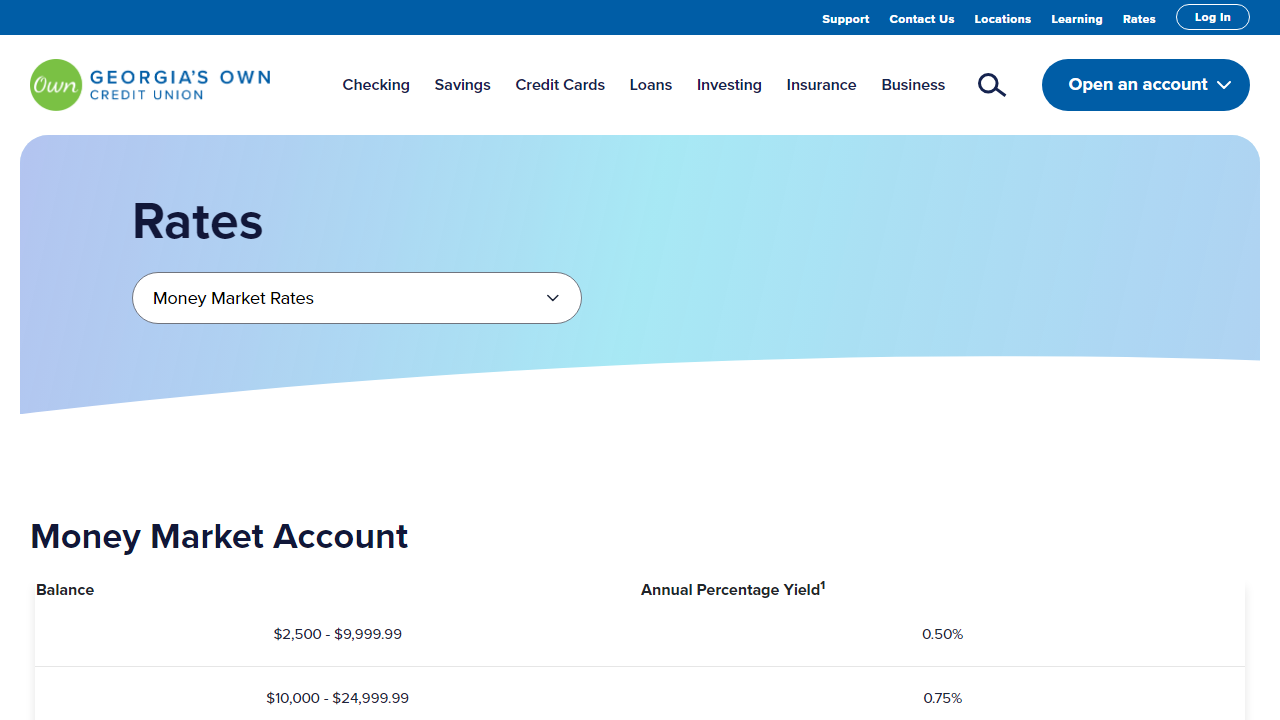 Support Contact Us Locations Learning Rates Log In
Own GEORGIA'S OWN
CREDIT UNION
Checking Savings Credit Cards Loans Investing Insurance Business Open an account
Rates
Money Market Rates
Money Market Account
Balance Annual Percentage Yield¹
$2,500 - $9,999.99 0.50%
$10,000 - $24,999.99 0.75%